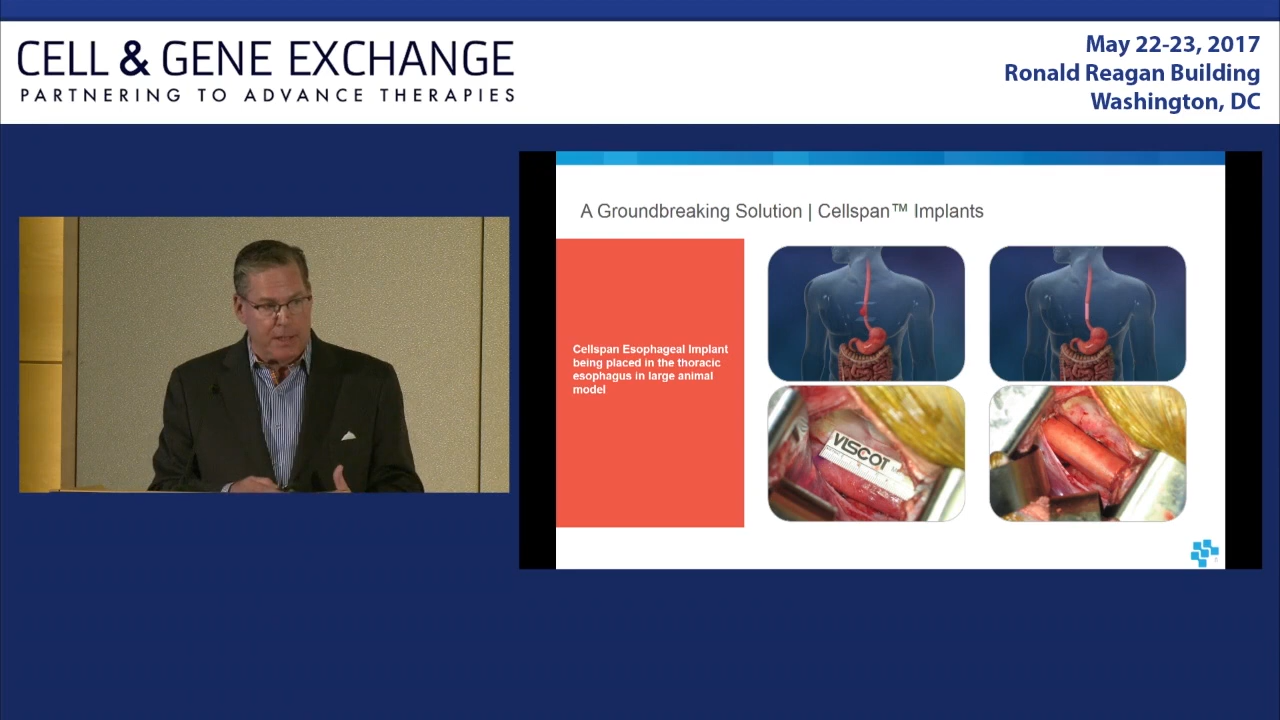 CELL & GENE EXCHANGE
PARTNERING TO ADVANCE THERAPIES
May 22-23, 2017
Ronald Reagan Building
Washington, DC
A Groundbreaking Solution | Cellspan™ Implants
Cellspan Esophageal Implant
being placed in the thoracic
esophagus in large animal
model
VISCOT